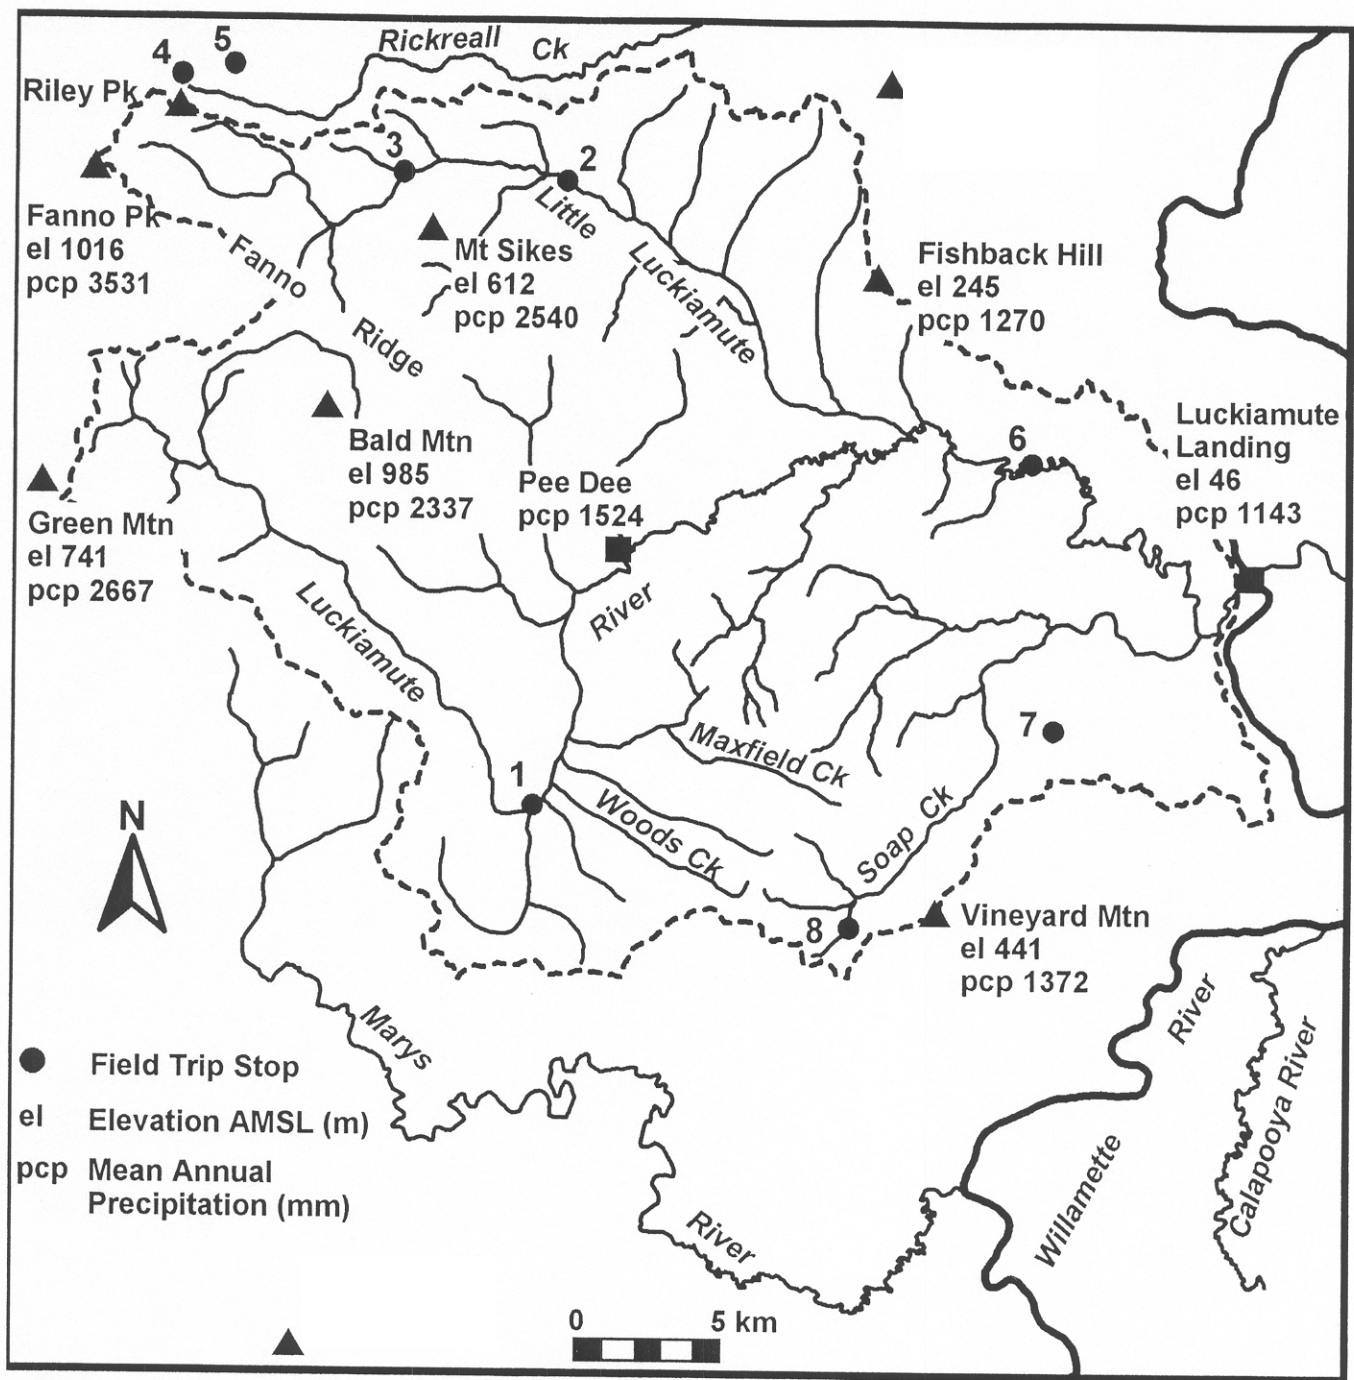 Rickreall
Ck
4
5
Riley Pk
3
2
Fanno Pk
el 1016
pcp 3531
Fanno
Ridge
Mt Sikes
el 612
pcp 2540
Little
Luckiamute
Fishback Hill
el 245
pcp 1270
Bald Mtn
el 985
pcp 2337
Pee Dee
pcp 1524
6
Luckiamute
Landing
el 46
pcp 1143
Green Mtn
el 741
pcp 2667
Luckiamute
River
1
Maxfield Ck
Woods Ck
Soap Ck
7
8
Vineyard Mtn
el 441
pcp 1372
N
Marys
River
Willamette
River
Calapooya River
Field Trip Stop
el Elevation AMSL (m)
pcp Mean Annual
Precipitation (mm)
0 5 km